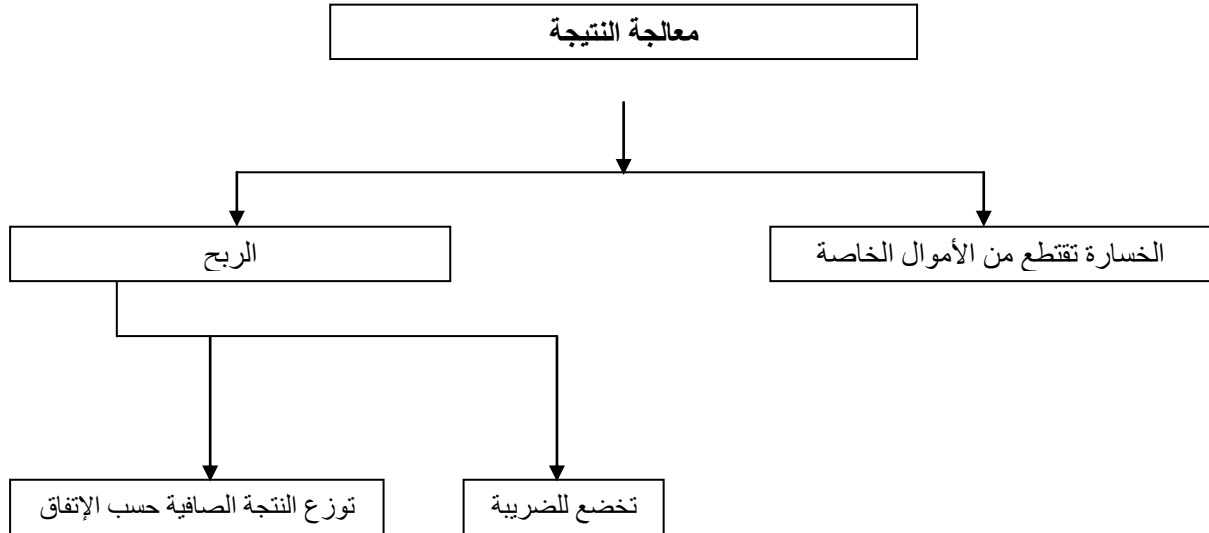 معالجة النتيجة
الخسارة تقتطع من الأموال الخاصة
الربح
تخضع للضريبة
توزع النتجة الصافية حسب الإتفاق